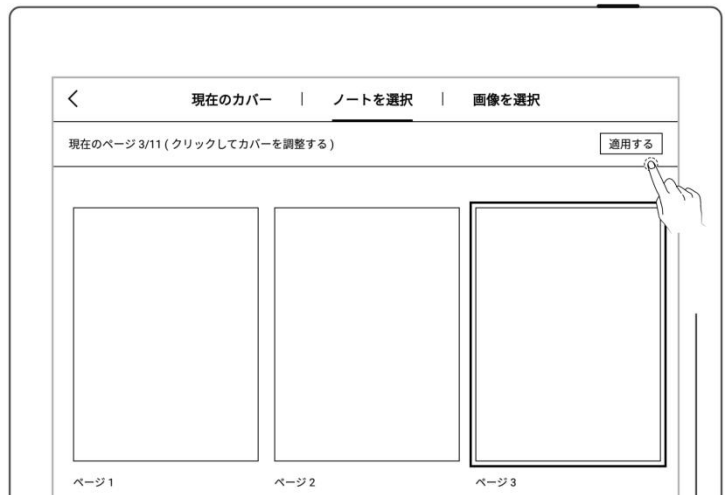 現在のカバー | ノートを選択 | 画像を選択
現在のページ 3/11 ( クリックしてカバーを調整する )
適用する
ページ 1
ページ 2
ページ 3